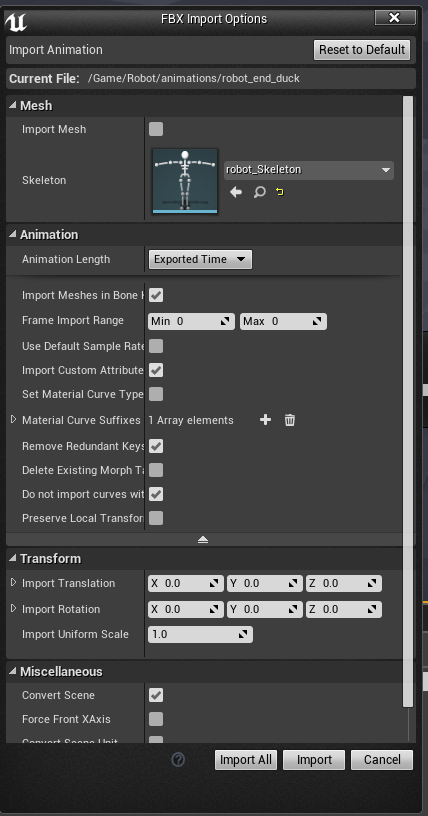 FBX Import Options
Import Animation Reset to Default
Current File: /Game/Robot/animations/robot_end_duck
Mesh
Import Mesh
Skeleton robot_Skeleton
Animation
Animation Length Exported Time
Import Meshes in Bone
Frame Import Range Min 0 Max 0
Use Default Sample Rate
Import Custom Attribute
Set Material Curve Type
Material Curve Suffixes 1 Array elements
Remove Redundant Keys
Delete Existing Morph Ta
Do not import curves wit
Preserve Local Transfor
Transform
Import Translation X 0.0 Y 0.0 Z 0.0
Import Rotation X 0.0 Y 0.0 Z 0.0
Import Uniform Scale 1.0
Miscellaneous
Convert Scene
Force Front XAxis
Convert Scene Unit
Import All Import Cancel